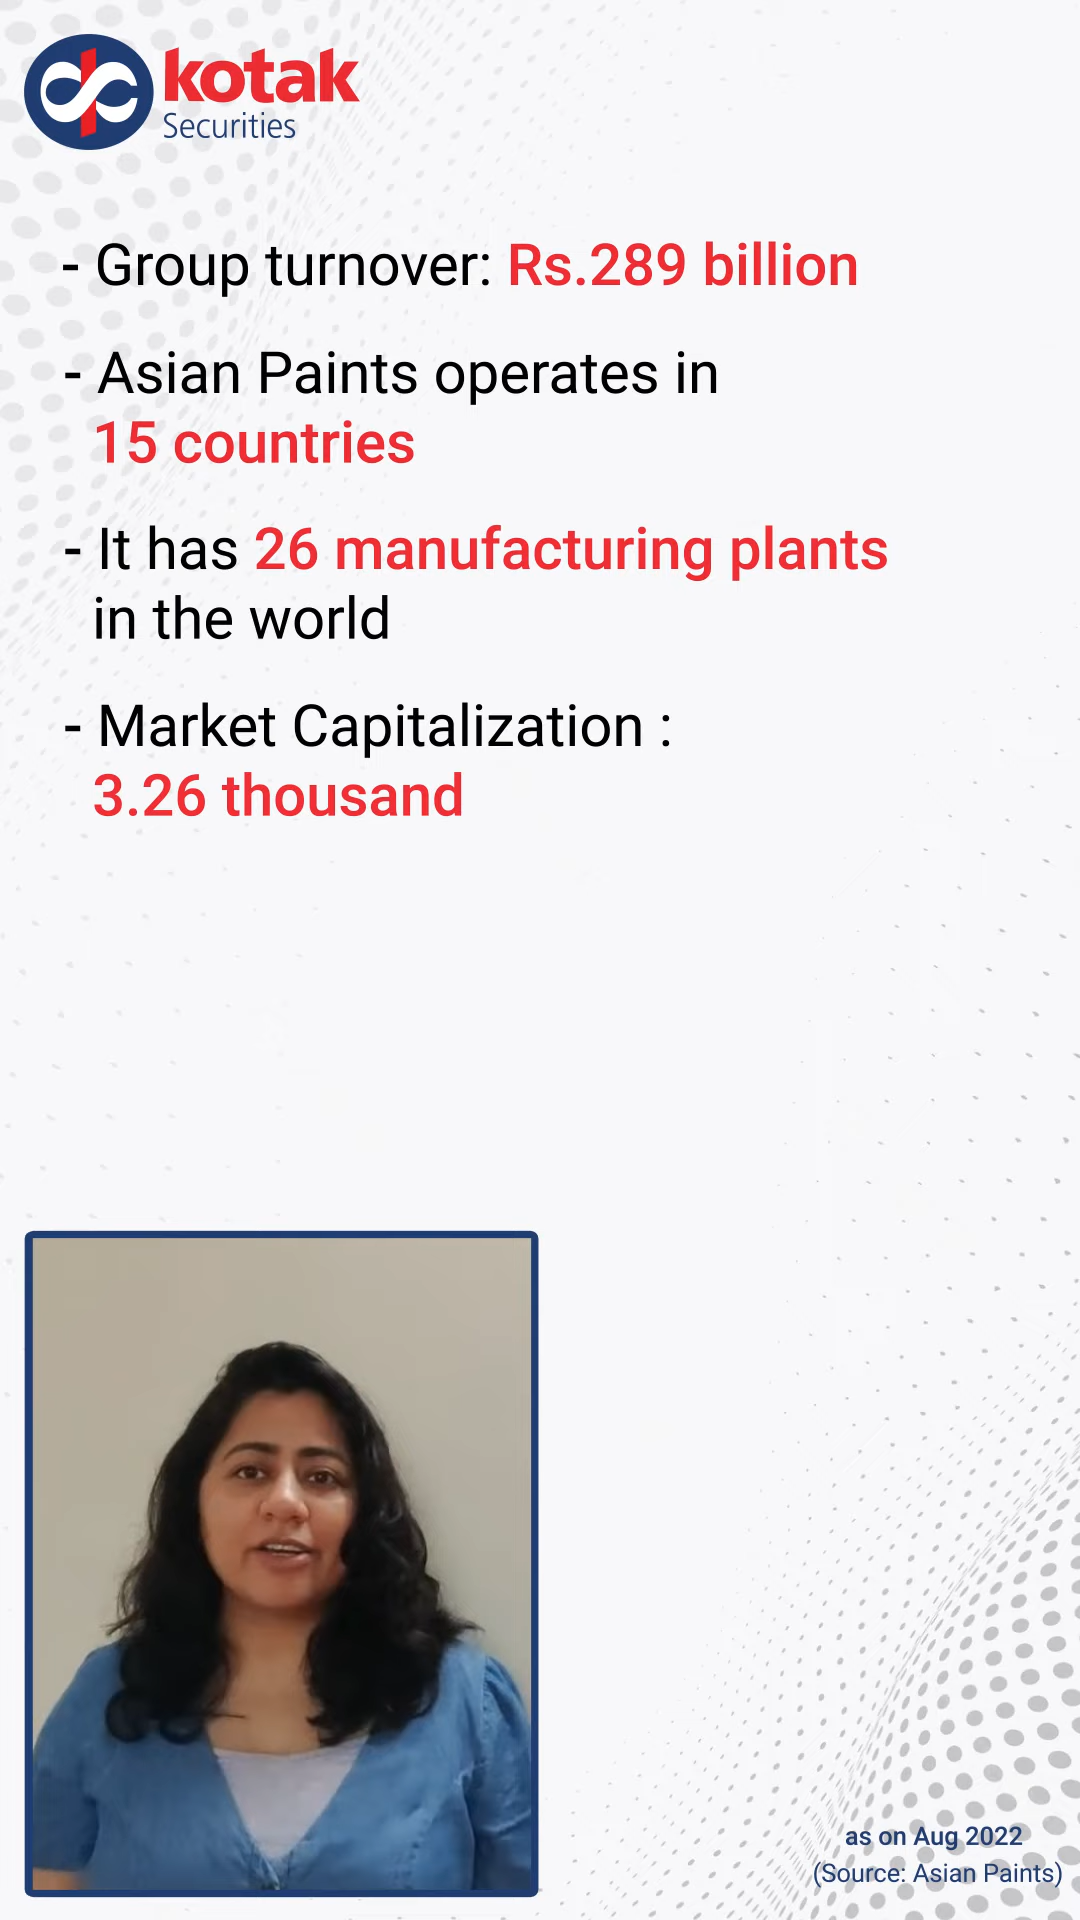 kotak
Securities
- Group turnover: Rs.289 billion
- Asian Paints operates in
15 countries
- It has 26 manufacturing plants
in the world
- Market Capitalization :
3.26 thousand
as on Aug 2022
(Source: Asian Paints)